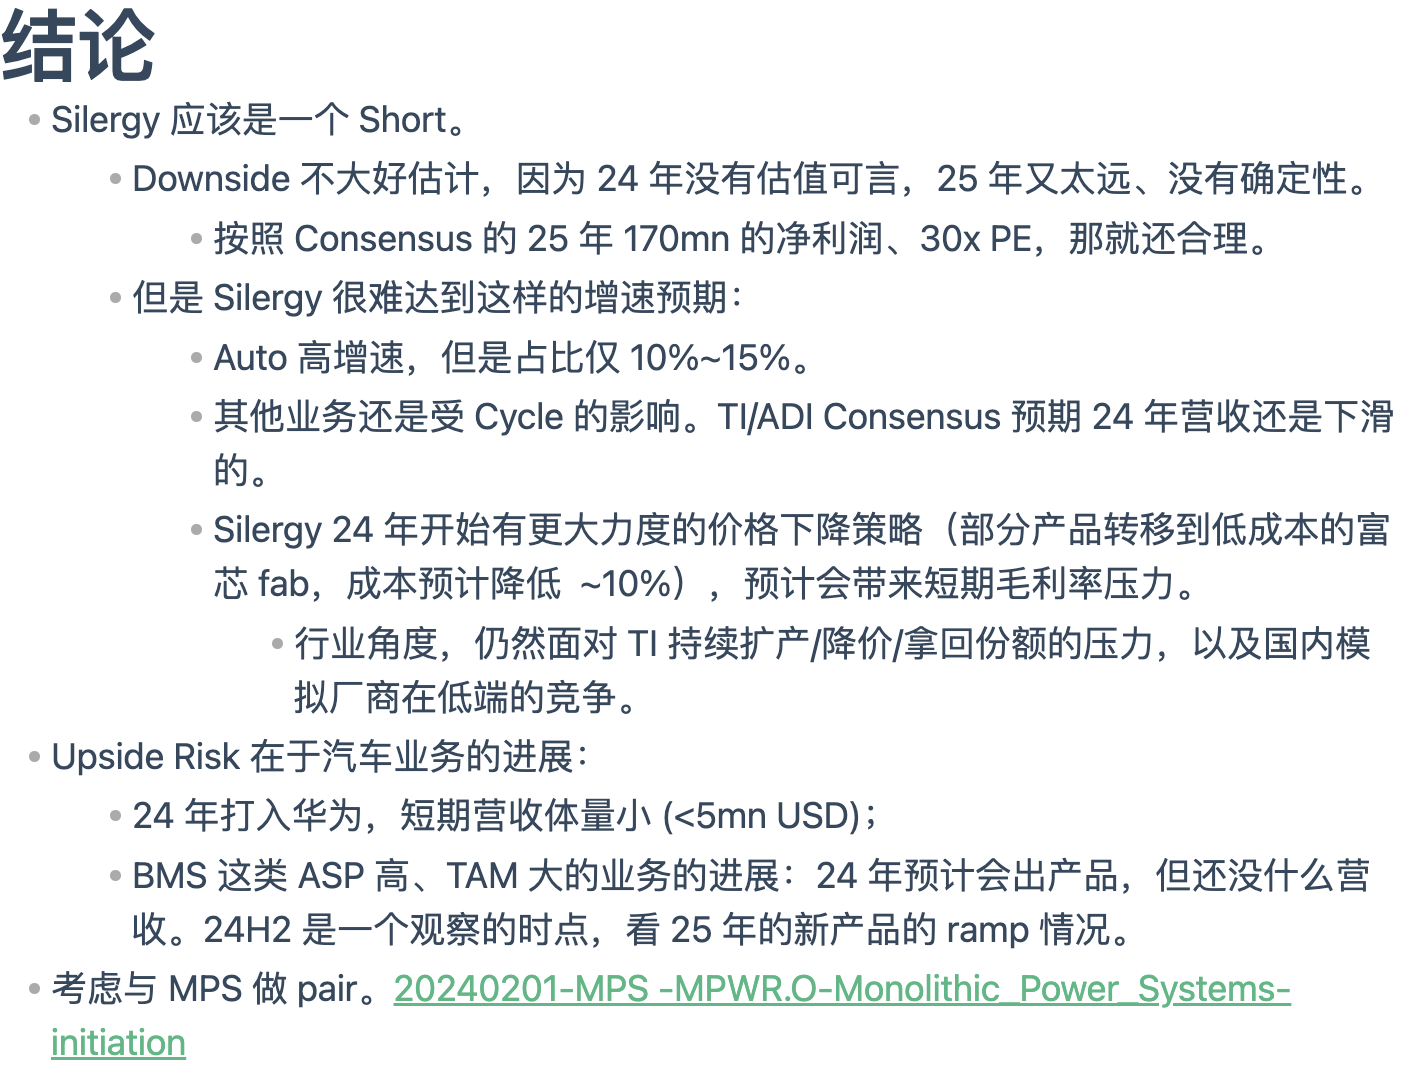 结论
Silergy 应该是一个 Short。
Downside 不大好估计，因为 24 年没有估值可言，25 年又太远、没有确定性。
按照 Consensus 的 25 年 170mn 的净利润、30x PE，那就还合理。
但是 Silergy 很难达到这样的增速预期：
Auto 高增速，但是占比仅 10%~15%。
其他业务还是受 Cycle 的影响。TI/ADI Consensus 预期 24 年营收还是下滑
的。
Silergy 24 年开始有更大力度的价格下降策略（部分产品转移到低成本的富
芯 fab，成本预计降低 ~10%），预计会带来短期毛利率压力。
行业角度，仍然面对 TI 持续扩产/降价/拿回份额的压力，以及国内模
拟厂商在低端的竞争。
Upside Risk 在于汽车业务的进展：
24 年打入华为，短期营收体量小 (<5mn USD)；
BMS 这类 ASP 高、TAM 大的业务的进展：24 年预计会出产品，但还没什么营
收。24H2 是一个观察的时点，看 25 年的新产品的 ramp 情况。
考虑与 MPS 做 pair。20240201-MPS -MPWR.O-Monolithic_Power_Systems-
initiation